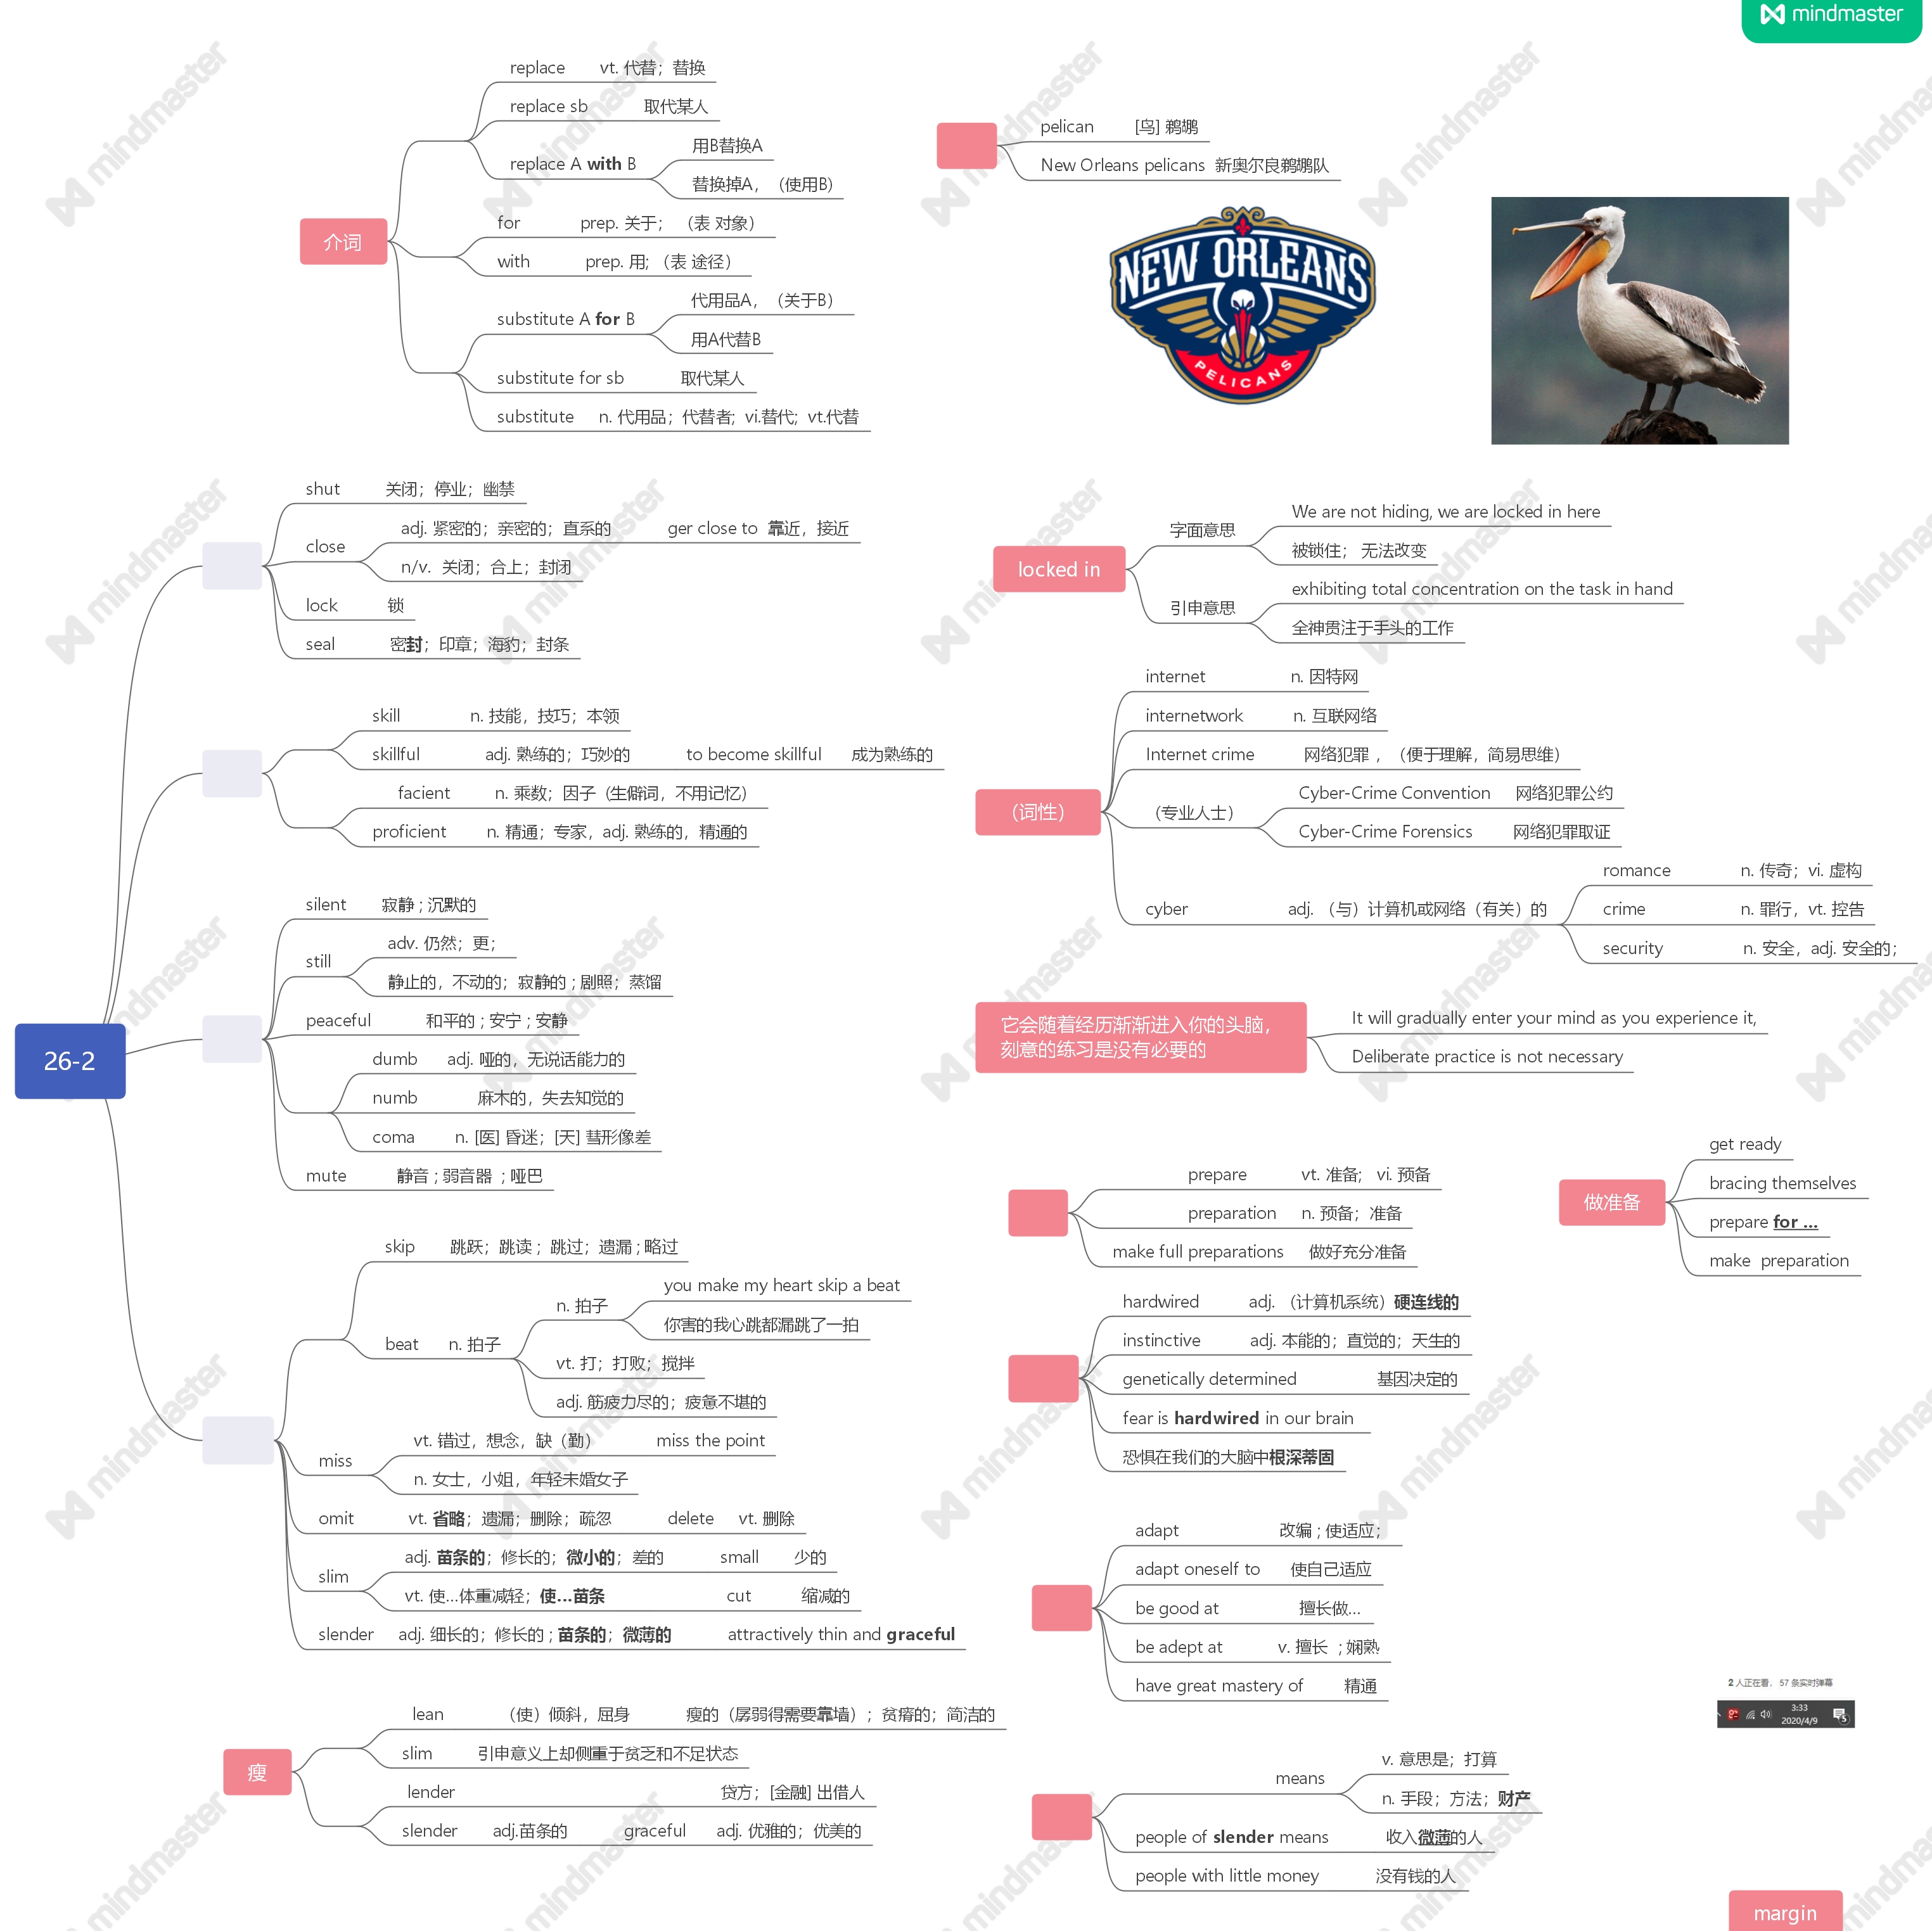 mindmaster
介词
replace vt. 代替；替换
replace sb 取代某人
replace A with B
用B替换A
替换掉A，（使用B）
for prep. 关于；（表 对象）
with prep. 用;（表 途径）
substitute A for B
代用品A，（关于B）
用A代替B
substitute for sb 取代某人
substitute n. 代用品；代替者; vi.替代; vt.代替
pelican [鸟] 鹈鹕
New Orleans pelicans 新奥尔良鹈鹕队
NEW ORLEANS
PELICANS
26-2
shut 关闭；停业；幽禁
close
adj. 紧密的；亲密的；直系的 ger close to 靠近，接近
n/v. 关闭；合上；封闭
lock 锁
seal 密封；印章；海豹；封条
skill n. 技能，技巧；本领
skillful adj. 熟练的；巧妙的 to become skillful 成为熟练的
facient n. 乘数；因子（生僻词，不用记忆）
proficient n. 精通；专家，adj. 熟练的，精通的
silent 寂静 ; 沉默的
still
adv. 仍然；更；
静止的，不动的；寂静的 ; 剧照；蒸馏
peaceful 和平的 ; 安宁 ; 安静
dumb adj. 哑的，无说话能力的
numb 麻木的，失去知觉的
coma n. [医] 昏迷；[天] 彗形像差
mute 静音 ; 弱音器 ; 哑巴
skip 跳跃；跳读 ; 跳过；遗漏 ; 略过
beat n. 拍子
n. 拍子
you make my heart skip a beat
你害的我心跳都漏跳了一拍
vt. 打；打败；搅拌
adj. 筋疲力尽的；疲惫不堪的
miss
vt. 错过，想念，缺（勤） miss the point
n. 女士，小姐，年轻未婚女子
omit vt. 省略；遗漏；删除；疏忽 delete vt. 删除
slim
adj. 苗条的；修长的；微小的；差的 small 少的
vt. 使...体重减轻；使...苗条 cut 缩减的
slender adj. 细长的；修长的 ; 苗条的；微薄的 attractively thin and graceful
瘦
lean （使）倾斜，屈身 瘦的（孱弱得需要靠墙）；贫瘠的；简洁的
slim 引申意义上却侧重于贫乏和不足状态
lender 贷方；[金融] 出借人
slender adj.苗条的 graceful adj. 优雅的；优美的
locked in
字面意思
We are not hiding, we are locked in here
被锁住； 无法改变
引申意思
exhibiting total concentration on the task in hand
全神贯注于手头的工作
（词性）
internet n. 因特网
internetwork n. 互联网络
Internet crime 网络犯罪 ，（便于理解，简易思维）
（专业人士）
Cyber-Crime Convention 网络犯罪公约
Cyber-Crime Forensics 网络犯罪取证
cyber adj. （与）计算机或网络（有关）的
romance n. 传奇；vi. 虚构
crime n. 罪行，vt. 控告
security n. 安全，adj. 安全的；
它会随着经历渐渐进入你的头脑，
刻意的练习是没有必要的
It will gradually enter your mind as you experience it,
Deliberate practice is not necessary
prepare vt. 准备; vi. 预备
preparation n. 预备；准备
make full preparations 做好充分准备
做准备
get ready
bracing themselves
prepare for ...
make preparation
hardwired adj. （计算机系统）硬连线的
instinctive adj. 本能的；直觉的；天生的
genetically determined 基因决定的
fear is hardwired in our brain
恐惧在我们的大脑中根深蒂固
adapt 改编 ; 使适应；
adapt oneself to 使自己适应
be good at 擅长做...
be adept at v. 擅长 ; 娴熟
have great mastery of 精通
2 人正在看， 57 条实时弹幕
3:33
2020/4/9
5
means
v. 意思是；打算
n. 手段；方法；财产
people of slender means 收入微薄的人
people with little money 没有钱的人
margin